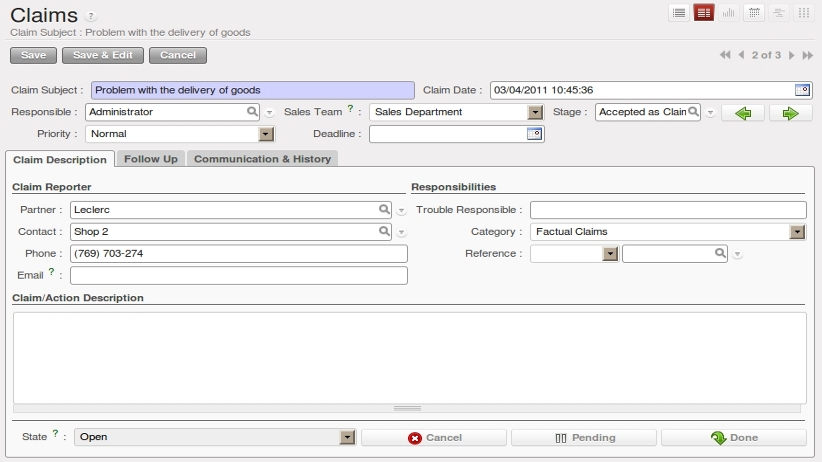 Claims ?
Claim Subject : Problem with the delivery of goods
Save Save & Edit Cancel 2 of 3
Claim Subject : Problem with the delivery of goods Claim Date : 03/04/2011 10:45:36
Responsible : Administrator Sales Team ? : Sales Department Stage : Accepted as Claim
Priority : Normal Deadline :
Claim Description Follow Up Communication & History
Claim Reporter Responsibilities
Partner : Leclerc Trouble Responsible :
Contact : Shop 2 Category : Factual Claims
Phone : (769) 703-274 Reference :
Email ? :
Claim/Action Description
State ? : Open Cancel Pending Done